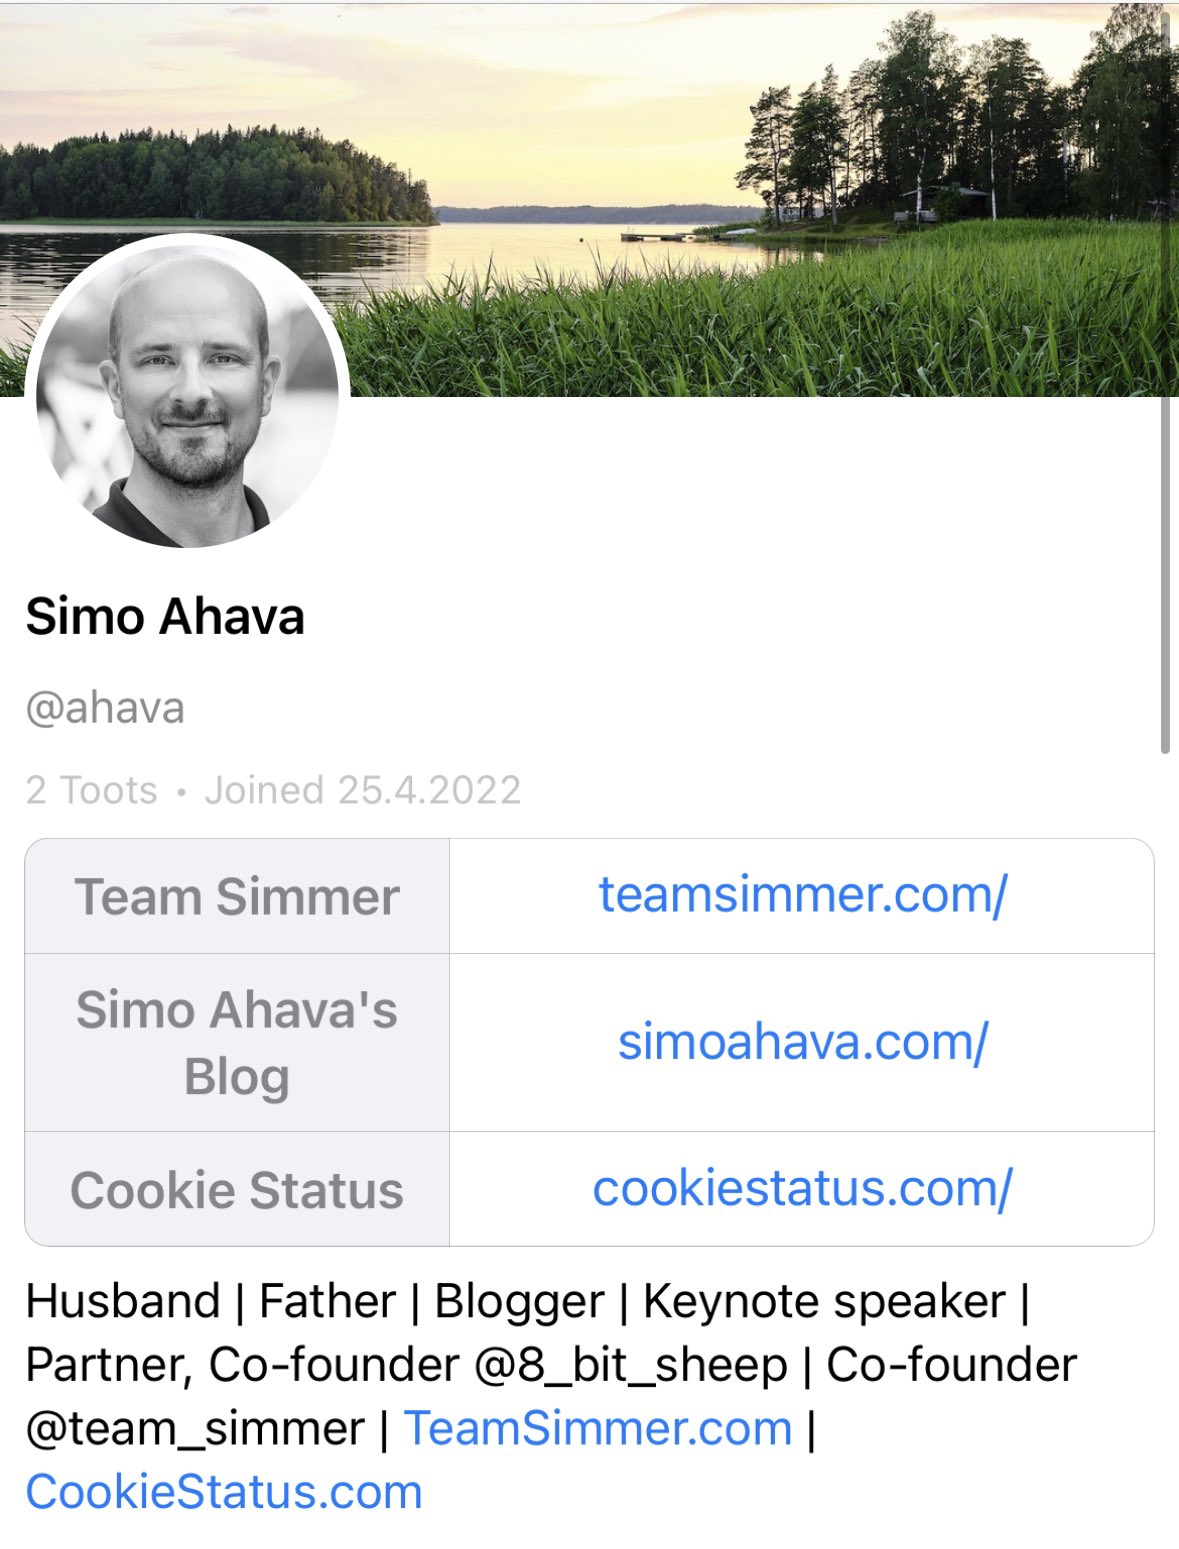 Simo Ahava
@ahava
2 Toots • Joined 25.4.2022
Team Simmer
teamsimmer.com/
Simo Ahava's
Blog
simoahava.com/
Cookie Status
cookiestatus.com/
Husband | Father | Blogger | Keynote speaker |
Partner, Co-founder @8_bit_sheep | Co-founder
@team_simmer | TeamSimmer.com |
CookieStatus.com